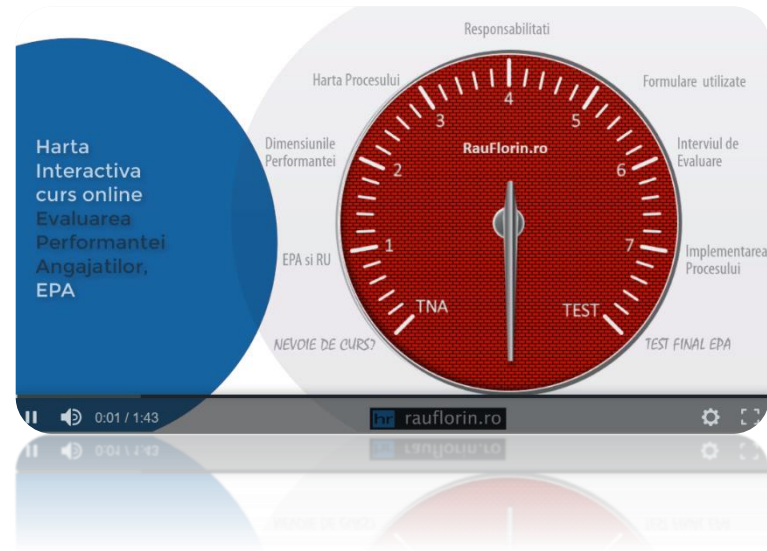 Harta
Interactiva
curs online
Evaluarea
Performantei
Angajatilor,
EPA
Responsabilitati
Harta Procesului
Formulare utilizate
Dimensiunile
Performantei
Interviul de
Evaluare
EPA si RU
Implementarea
Procesului
NEVOIE DE CURS?
TEST FINAL EPA
RauFlorin.ro
TNA
1
2
3
4
5
6
7
TEST
0:01 / 1:43
hr rauflorin.ro